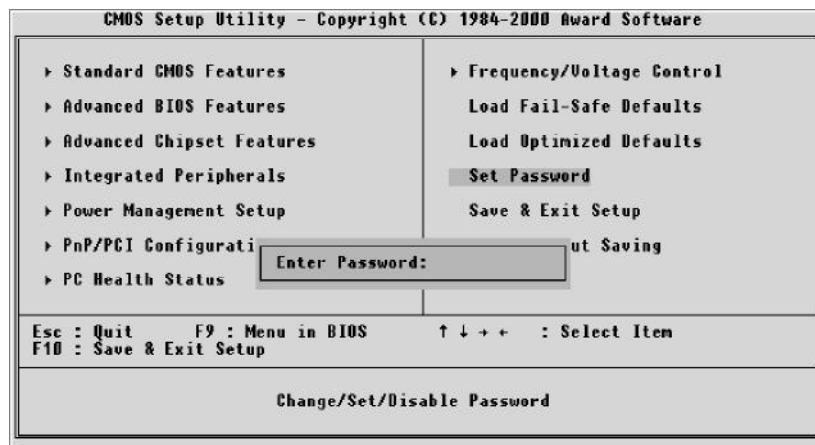 CMOS Setup Utility - Copyright (C) 1984-2000 Award Software
▸ Standard CMOS Features
▸ Advanced BIOS Features
▸ Advanced Chipset Features
▸ Integrated Peripherals
▸ Power Management Setup
▸ PnP/PCI Configurati
▸ PC Health Status
▸ Frequency/Voltage Control
Load Fail-Safe Defaults
Load Optimized Defaults
Set Password
Save & Exit Setup
ut Saving
Enter Password:
Esc : Quit F9 : Menu in BIOS ↑ ↓ → ← : Select Item
F10 : Save & Exit Setup
Change/Set/Disable Password